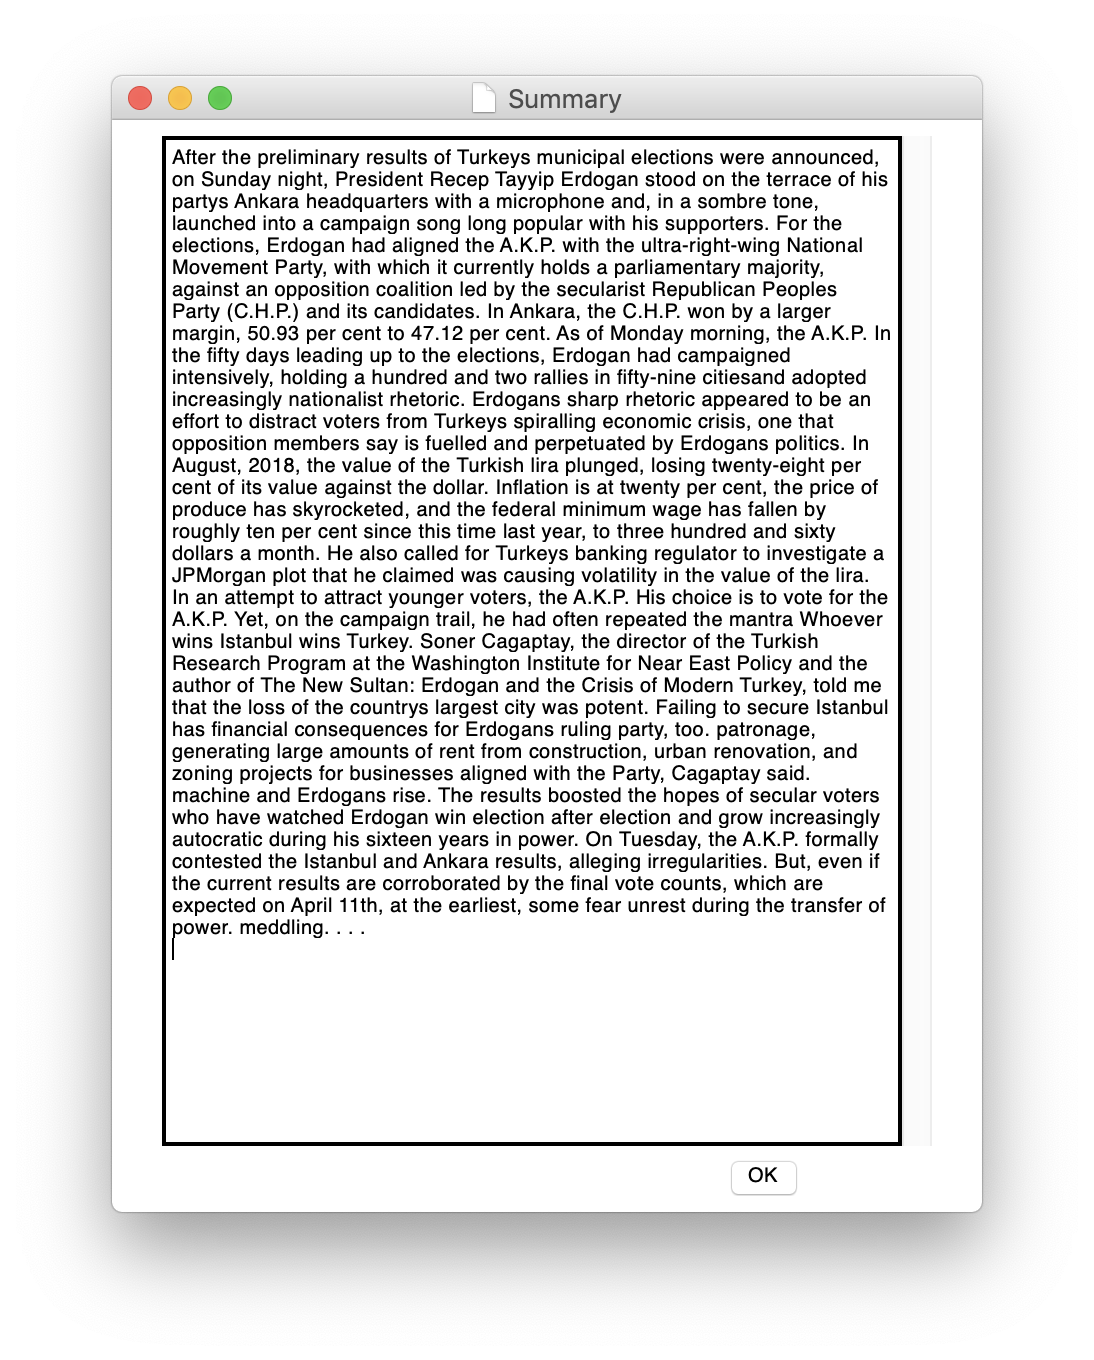 Summary
After the preliminary results of Turkeys municipal elections were announced,
on Sunday night, President Recep Tayyip Erdogan stood on the terrace of his
partys Ankara headquarters with a microphone and, in a sombre tone,
launched into a campaign song long popular with his supporters. For the
elections, Erdogan had aligned the A.K.P. with the ultra-right-wing National
Movement Party, with which it currently holds a parliamentary majority,
against an opposition coalition led by the secularist Republican Peoples
Party (C.H.P.) and its candidates. In Ankara, the C.H.P. won by a larger
margin, 50.93 per cent to 47.12 per cent. As of Monday morning, the A.K.P. In
the fifty days leading up to the elections, Erdogan had campaigned
intensively, holding a hundred and two rallies in fifty-nine citiesand adopted
increasingly nationalist rhetoric. Erdogans sharp rhetoric appeared to be an
effort to distract voters from Turkeys spiralling economic crisis, one that
opposition members say is fuelled and perpetuated by Erdogans politics. In
August, 2018, the value of the Turkish lira plunged, losing twenty-eight per
cent of its value against the dollar. Inflation is at twenty per cent, the price of
produce has skyrocketed, and the federal minimum wage has fallen by
roughly ten per cent since this time last year, to three hundred and sixty
dollars a month. He also called for Turkeys banking regulator to investigate a
JPMorgan plot that he claimed was causing volatility in the value of the lira.
In an attempt to attract younger voters, the A.K.P. His choice is to vote for the
A.K.P. Yet, on the campaign trail, he had often repeated the mantra Whoever
wins Istanbul wins Turkey. Soner Cagaptay, the director of the Turkish
Research Program at the Washington Institute for Near East Policy and the
author of The New Sultan: Erdogan and the Crisis of Modern Turkey, told me
that the loss of the countrys largest city was potent. Failing to secure Istanbul
has financial consequences for Erdogans ruling party, too. patronage,
generating large amounts of rent from construction, urban renovation, and
zoning projects for businesses aligned with the Party, Cagaptay said.
machine and Erdogans rise. The results boosted the hopes of secular voters
who have watched Erdogan win election after election and grow increasingly
autocratic during his sixteen years in power. On Tuesday, the A.K.P. formally
contested the Istanbul and Ankara results, alleging irregularities. But, even if
the current results are corroborated by the final vote counts, which are
expected on April 11th, at the earliest, some fear unrest during the transfer of
power. meddling. . . .
OK